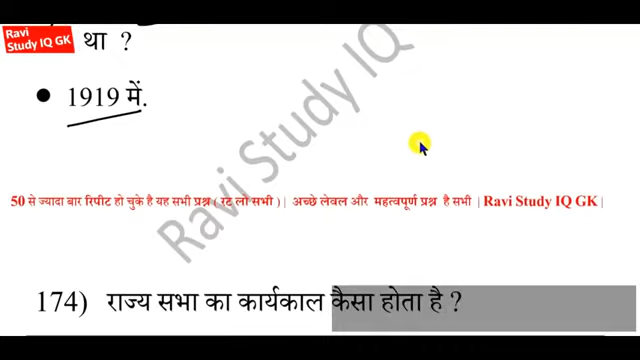 Ravi
Study IQ GK
था ?
• 1919 में.
Ravi Study IQ
50 से ज्यादा बार रिपीट हो चुके है यह सभी प्रश्न ( रट लो सभी ) | अच्छे लेवल और महत्वपूर्ण प्रश्न है सभी | Ravi Study IQ GK |
174) राज्य सभा का कार्यकाल कैसा होता है ?